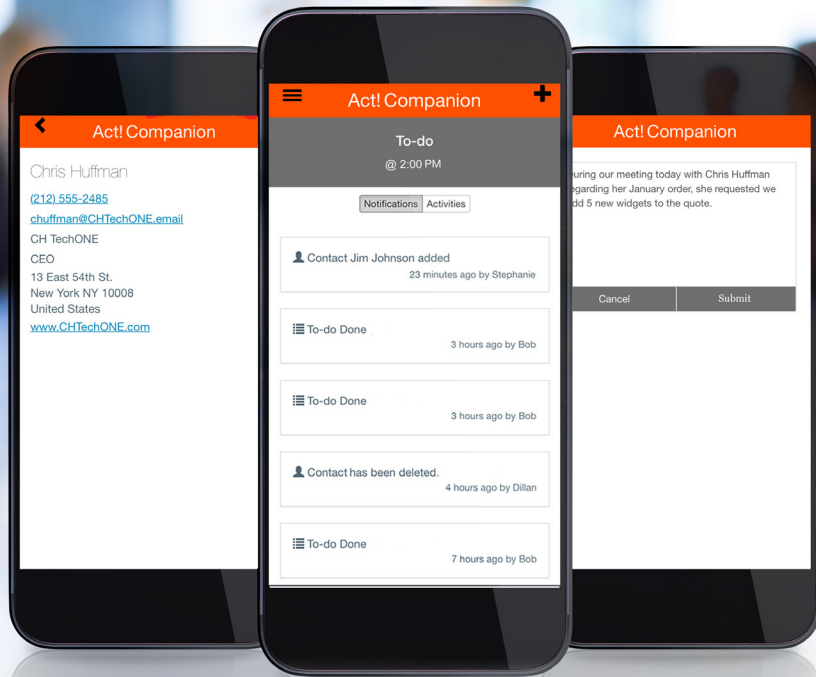 Act! Companion
Chris Huffman
(212) 555-2485
chuffman@CHTechONE.email
CH TechONE
CEO
13 East 54th St.
New York NY 10008
United States
www.CHTechONE.com
Act! Companion
To-do
@ 2:00 PM
Notifications Activities
Contact Jim Johnson added
23 minutes ago by Stephanie
To-do Done
3 hours ago by Bob
To-do Done
3 hours ago by Bob
Contact has been deleted.
4 hours ago by Dillan
To-do Done
7 hours ago by Bob
Act! Companion
uring our meeting today with Chris Huffman
egarding her January order, she requested we
dd 5 new widgets to the quote.
Cancel Submit